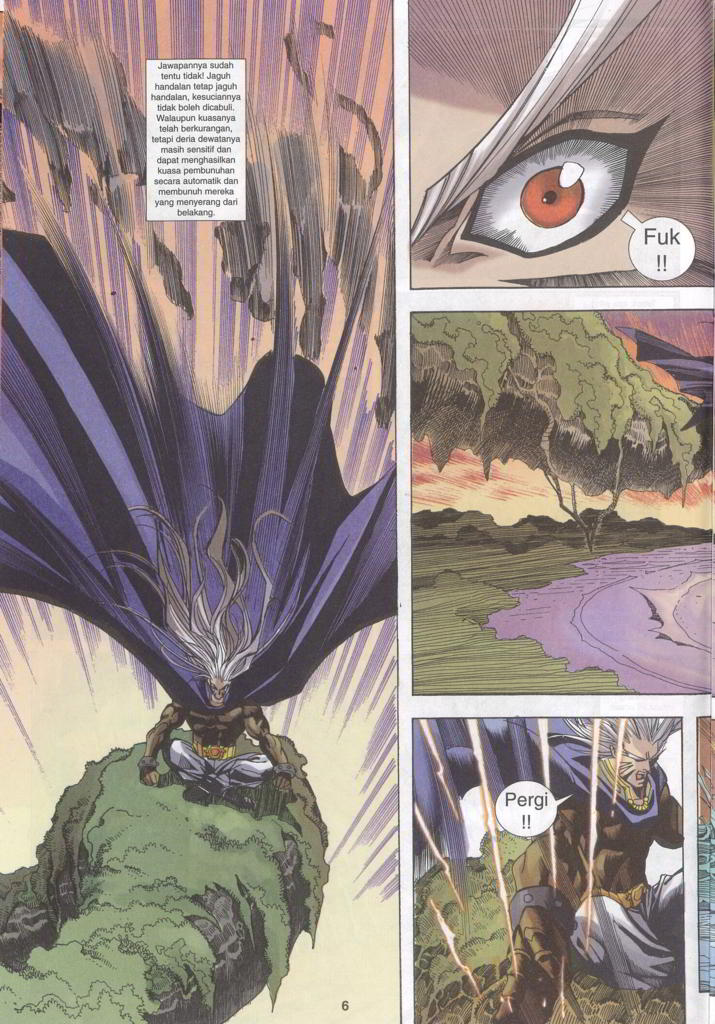 Jawapannya sudah
tentu tidak! Jaguh
handalan tetap jaguh
handalan, kesuciannya
tidak boleh dicabuli.
Walaupun kuasanya
telah berkurangan,
tetapi deria dewatanya
masih sensitif dan
dapat menghasilkan
kuasa pembunuhan
secara automatik dan
membunuh mereka
yang menyerang dari
belakang.
Fuk
!!
Pergi
!!
6